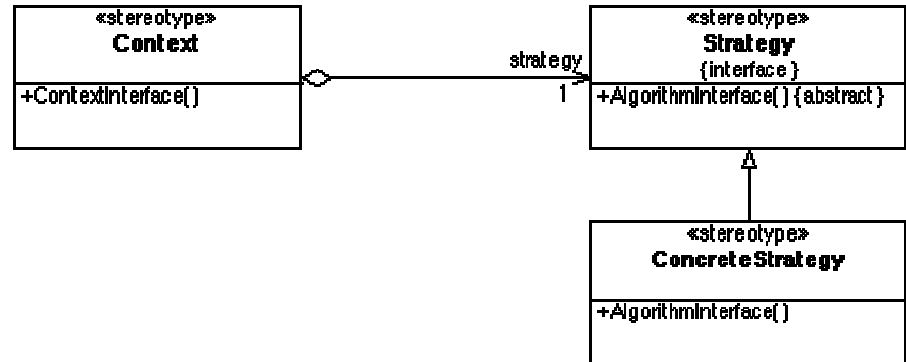 «stereotype»
Context
+ContextInterface()
strategy
1
«stereotype»
Strategy
{interface}
+AlgorithmInterface() {abstract}
«stereotype»
ConcreteStrategy
+AlgorithmInterface()